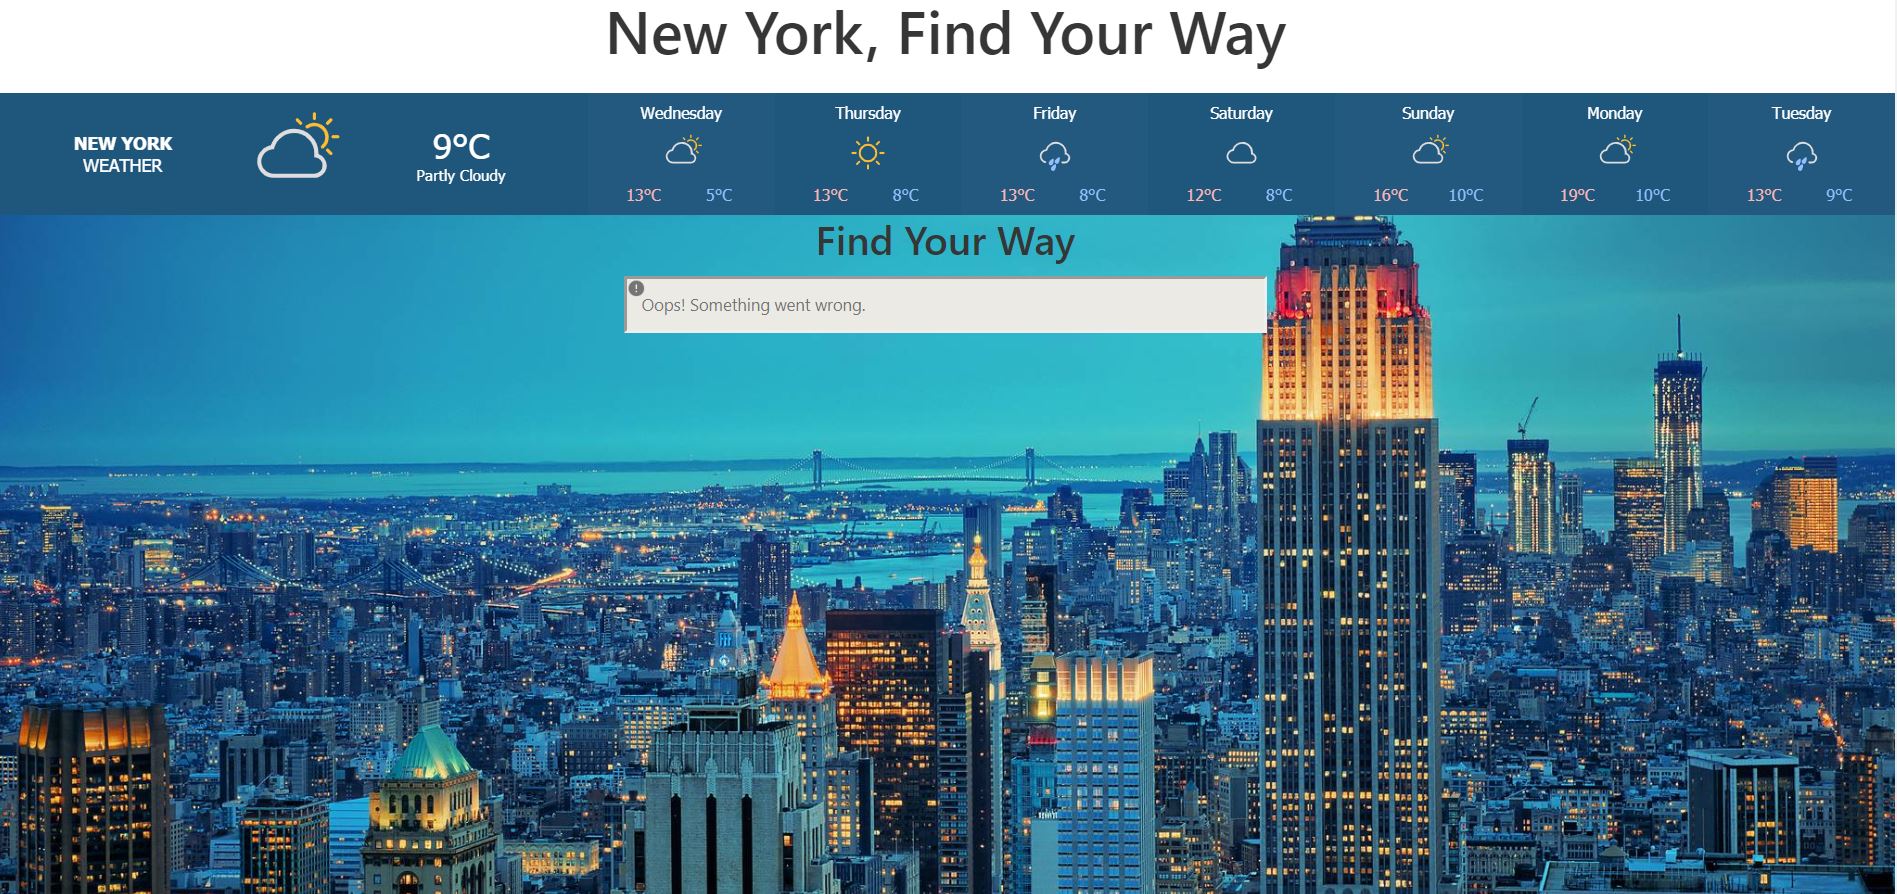 New York, Find Your Way
NEW YORK
WEATHER
9°C
Partly Cloudy
Wednesday
13°C 5°C
Thursday
13°C 8°C
Friday
13°C 8°C
Saturday
12°C 8°C
Sunday
16°C 10°C
Monday
19°C 10°C
Tuesday
13°C 9°C
Find Your Way
!
Oops! Something went wrong.